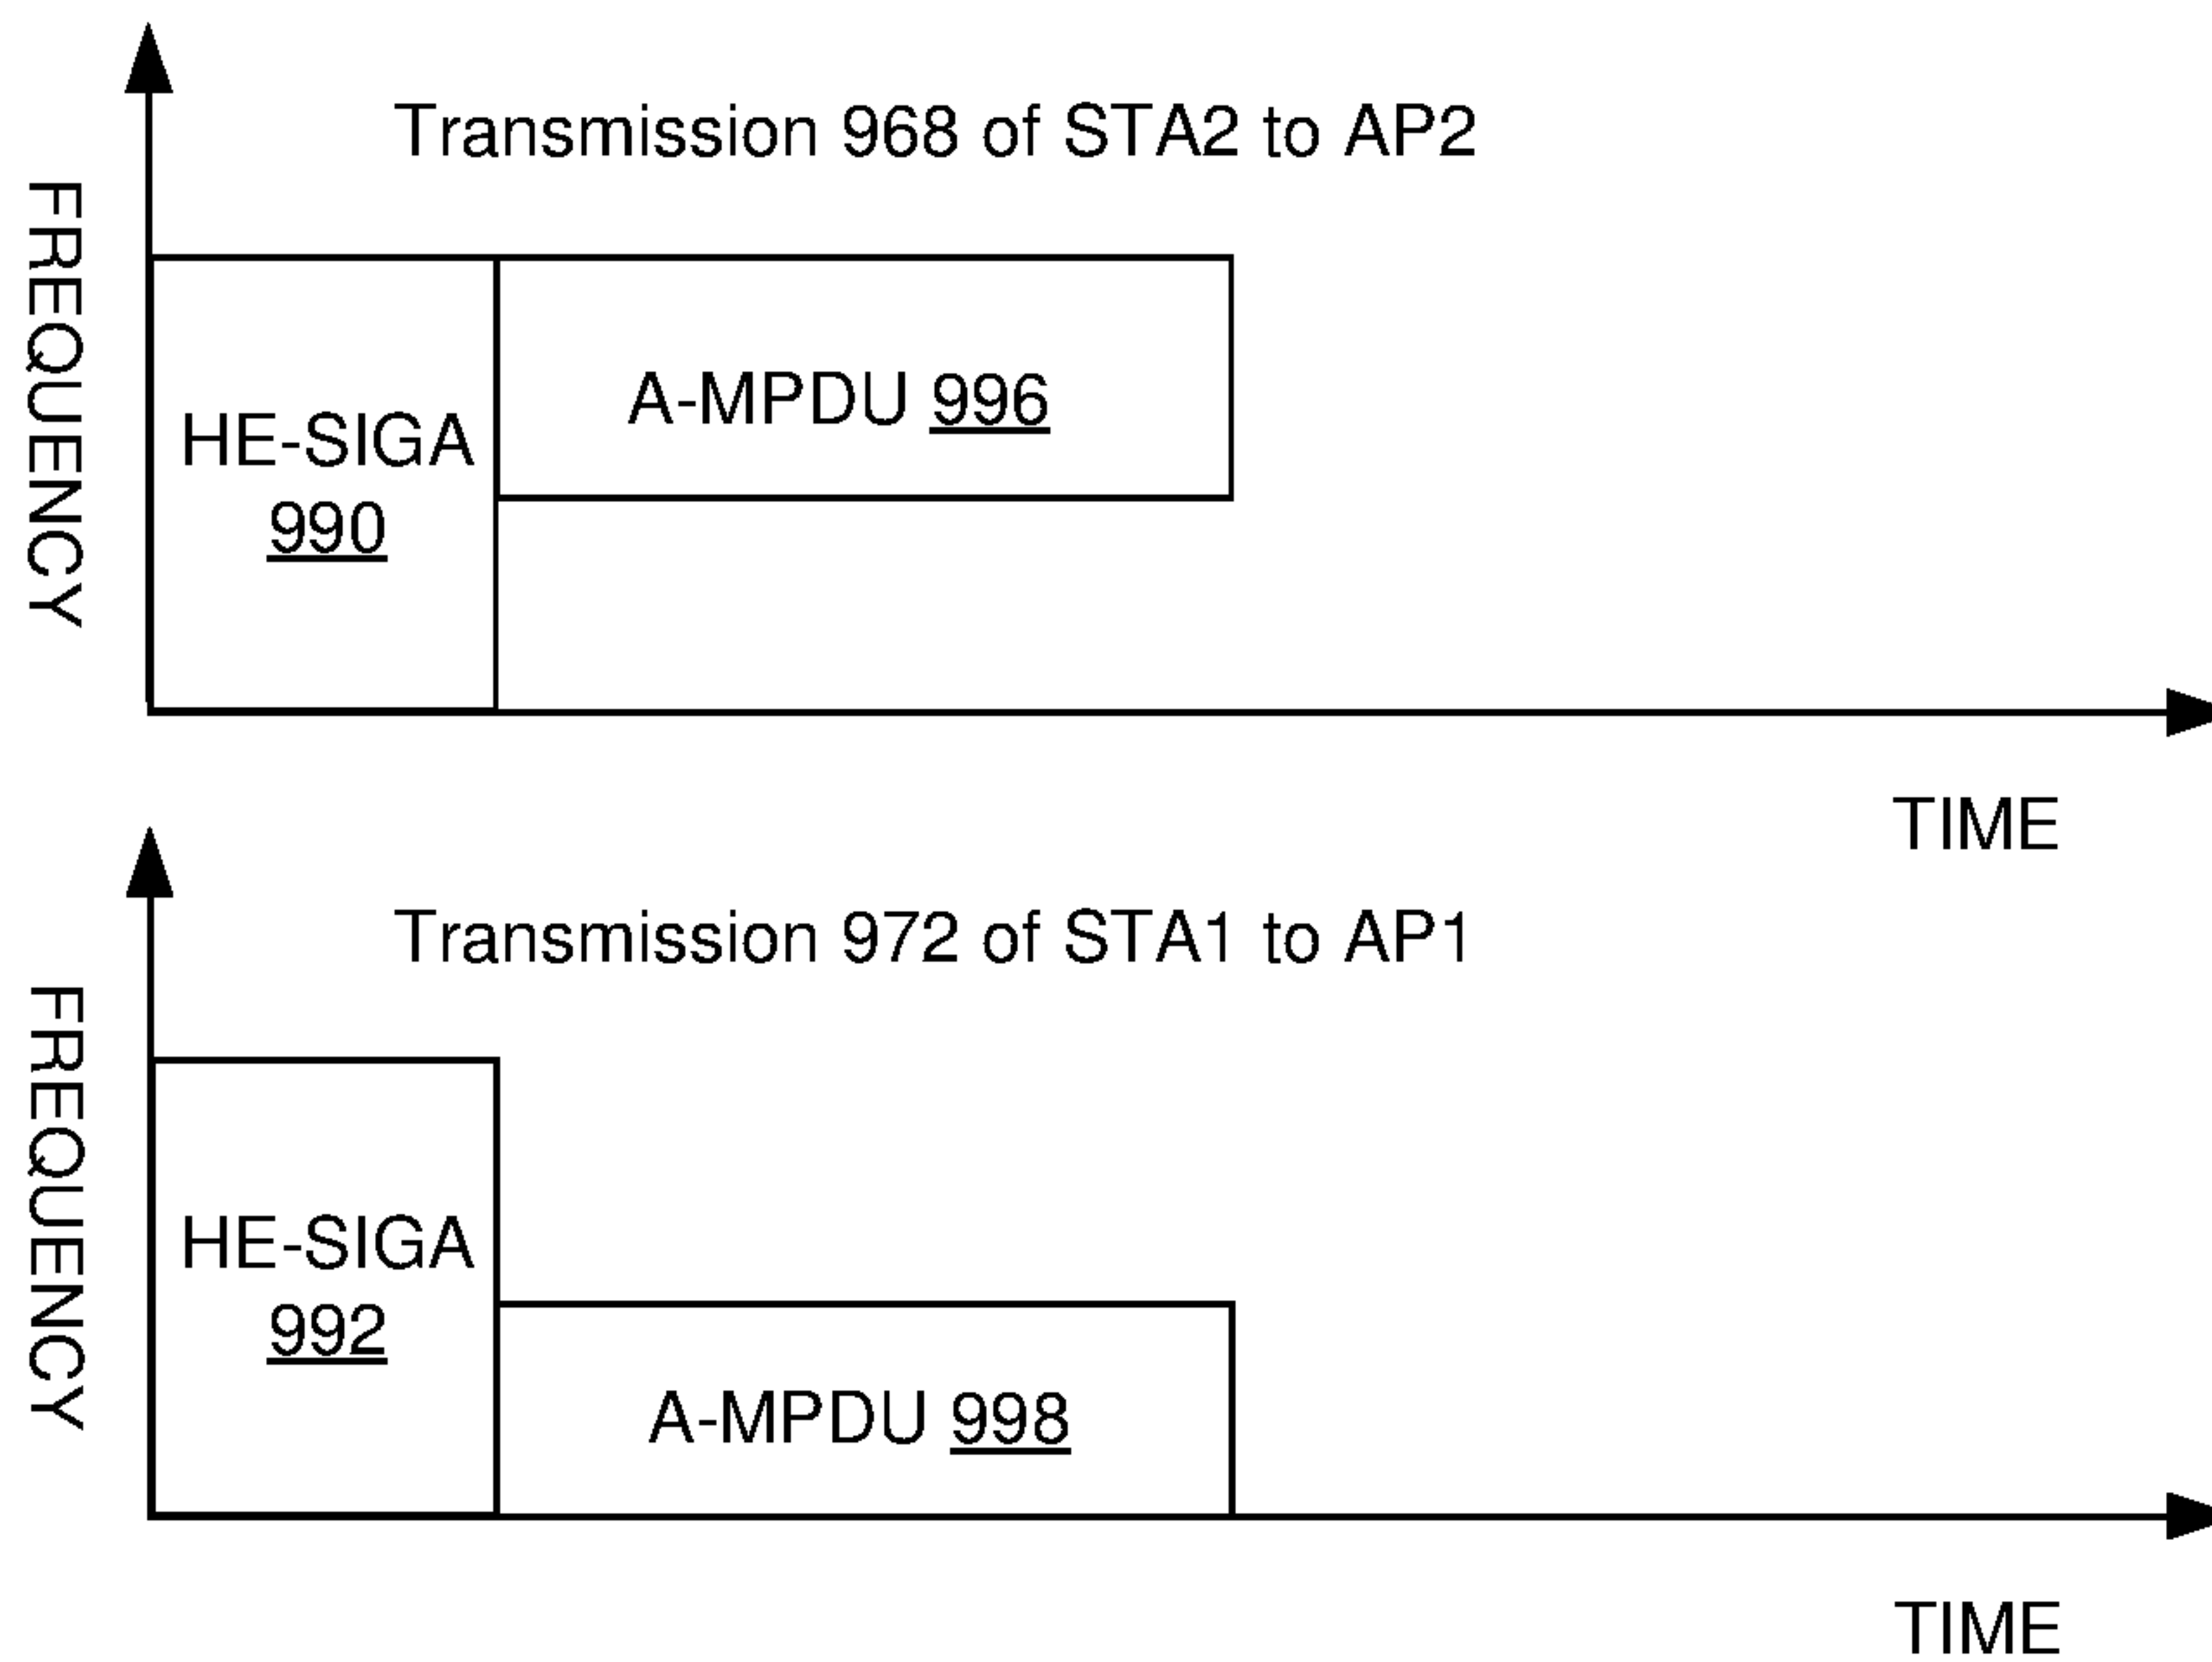 Transmission 968 of STA2 to AP2
FREQUENCY
HE-SIGA
990
A-MPDU 996
TIME
Transmission 972 of STA1 to AP1
FREQUENCY
HE-SIGA
992
A-MPDU 998
TIME